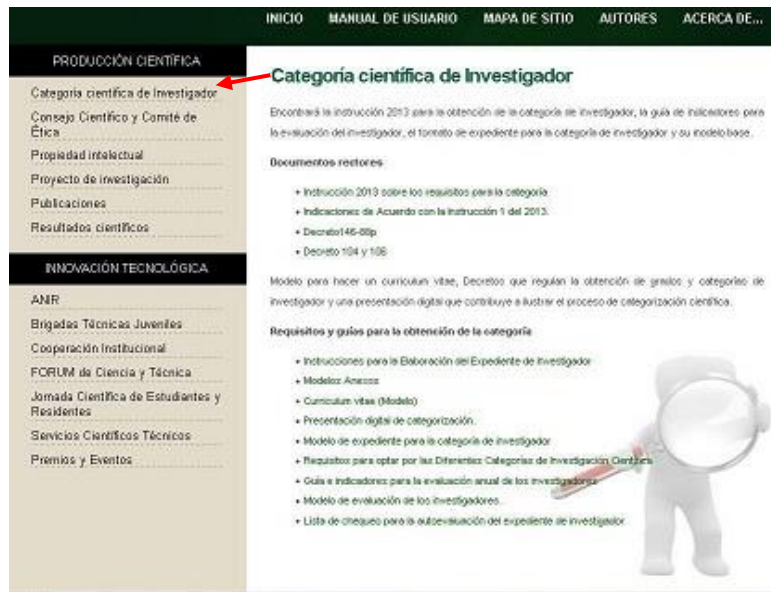 INICIO MANUAL DE USUARIO MAPA DE SITIO AUTORES ACERCA DE...
PRODUCCIÓN CIENTÍFICA
Categoría científica de Investigador
Consejo Científico y Comité de
Ética
Propiedad intelectual
Proyecto de investigación
Publicaciones
Resultados científicos
INNOVACIÓN TECNOLÓGICA
ANIR
Brigadas Técnicas Juveniles
Cooperación Institucional
FORUM de Ciencia y Técnica
Jornada Científica de Estudiantes y
Residentes
Servicios Científicos Técnicos
Premios y Eventos
Categoría científica de Investigador
Encontrará la instrucción 2013 para la obtención de la categoría de investigador, la guía de indicadores para
la evaluación del investigador, el formato de expediente para la categoría de investigador y su modelo base.
Documentos rectores
Instrucción 2013 sobre los requisitos para la categoría
Indicaciones de Acuerdo con la Instrucción 1 del 2013.
Decreto146-88p
Decreto 104 y 106
Modelo para hacer un curriculum vitae, Decretos que regulan la obtención de grados y categorías de
investigador y una presentación digital que contribuye a ilustrar el proceso de categorización científica.
Requisitos y guías para la obtención de la categoría
Instrucciones para la Elaboración del Expediente de Investigador
Modelos Anexos
Curriculum vitae (Modelo)
Presentación digital de categorización.
Modelo de expediente para la categoría de investigador
Requisitos para optar por las Diferentes Categorías de Investigación Científica
Guía e indicadores para la evaluación anual de los investigadores
Modelo de evaluación de los investigadores.
Lista de chequeo para la autoevaluación del expediente de investigador